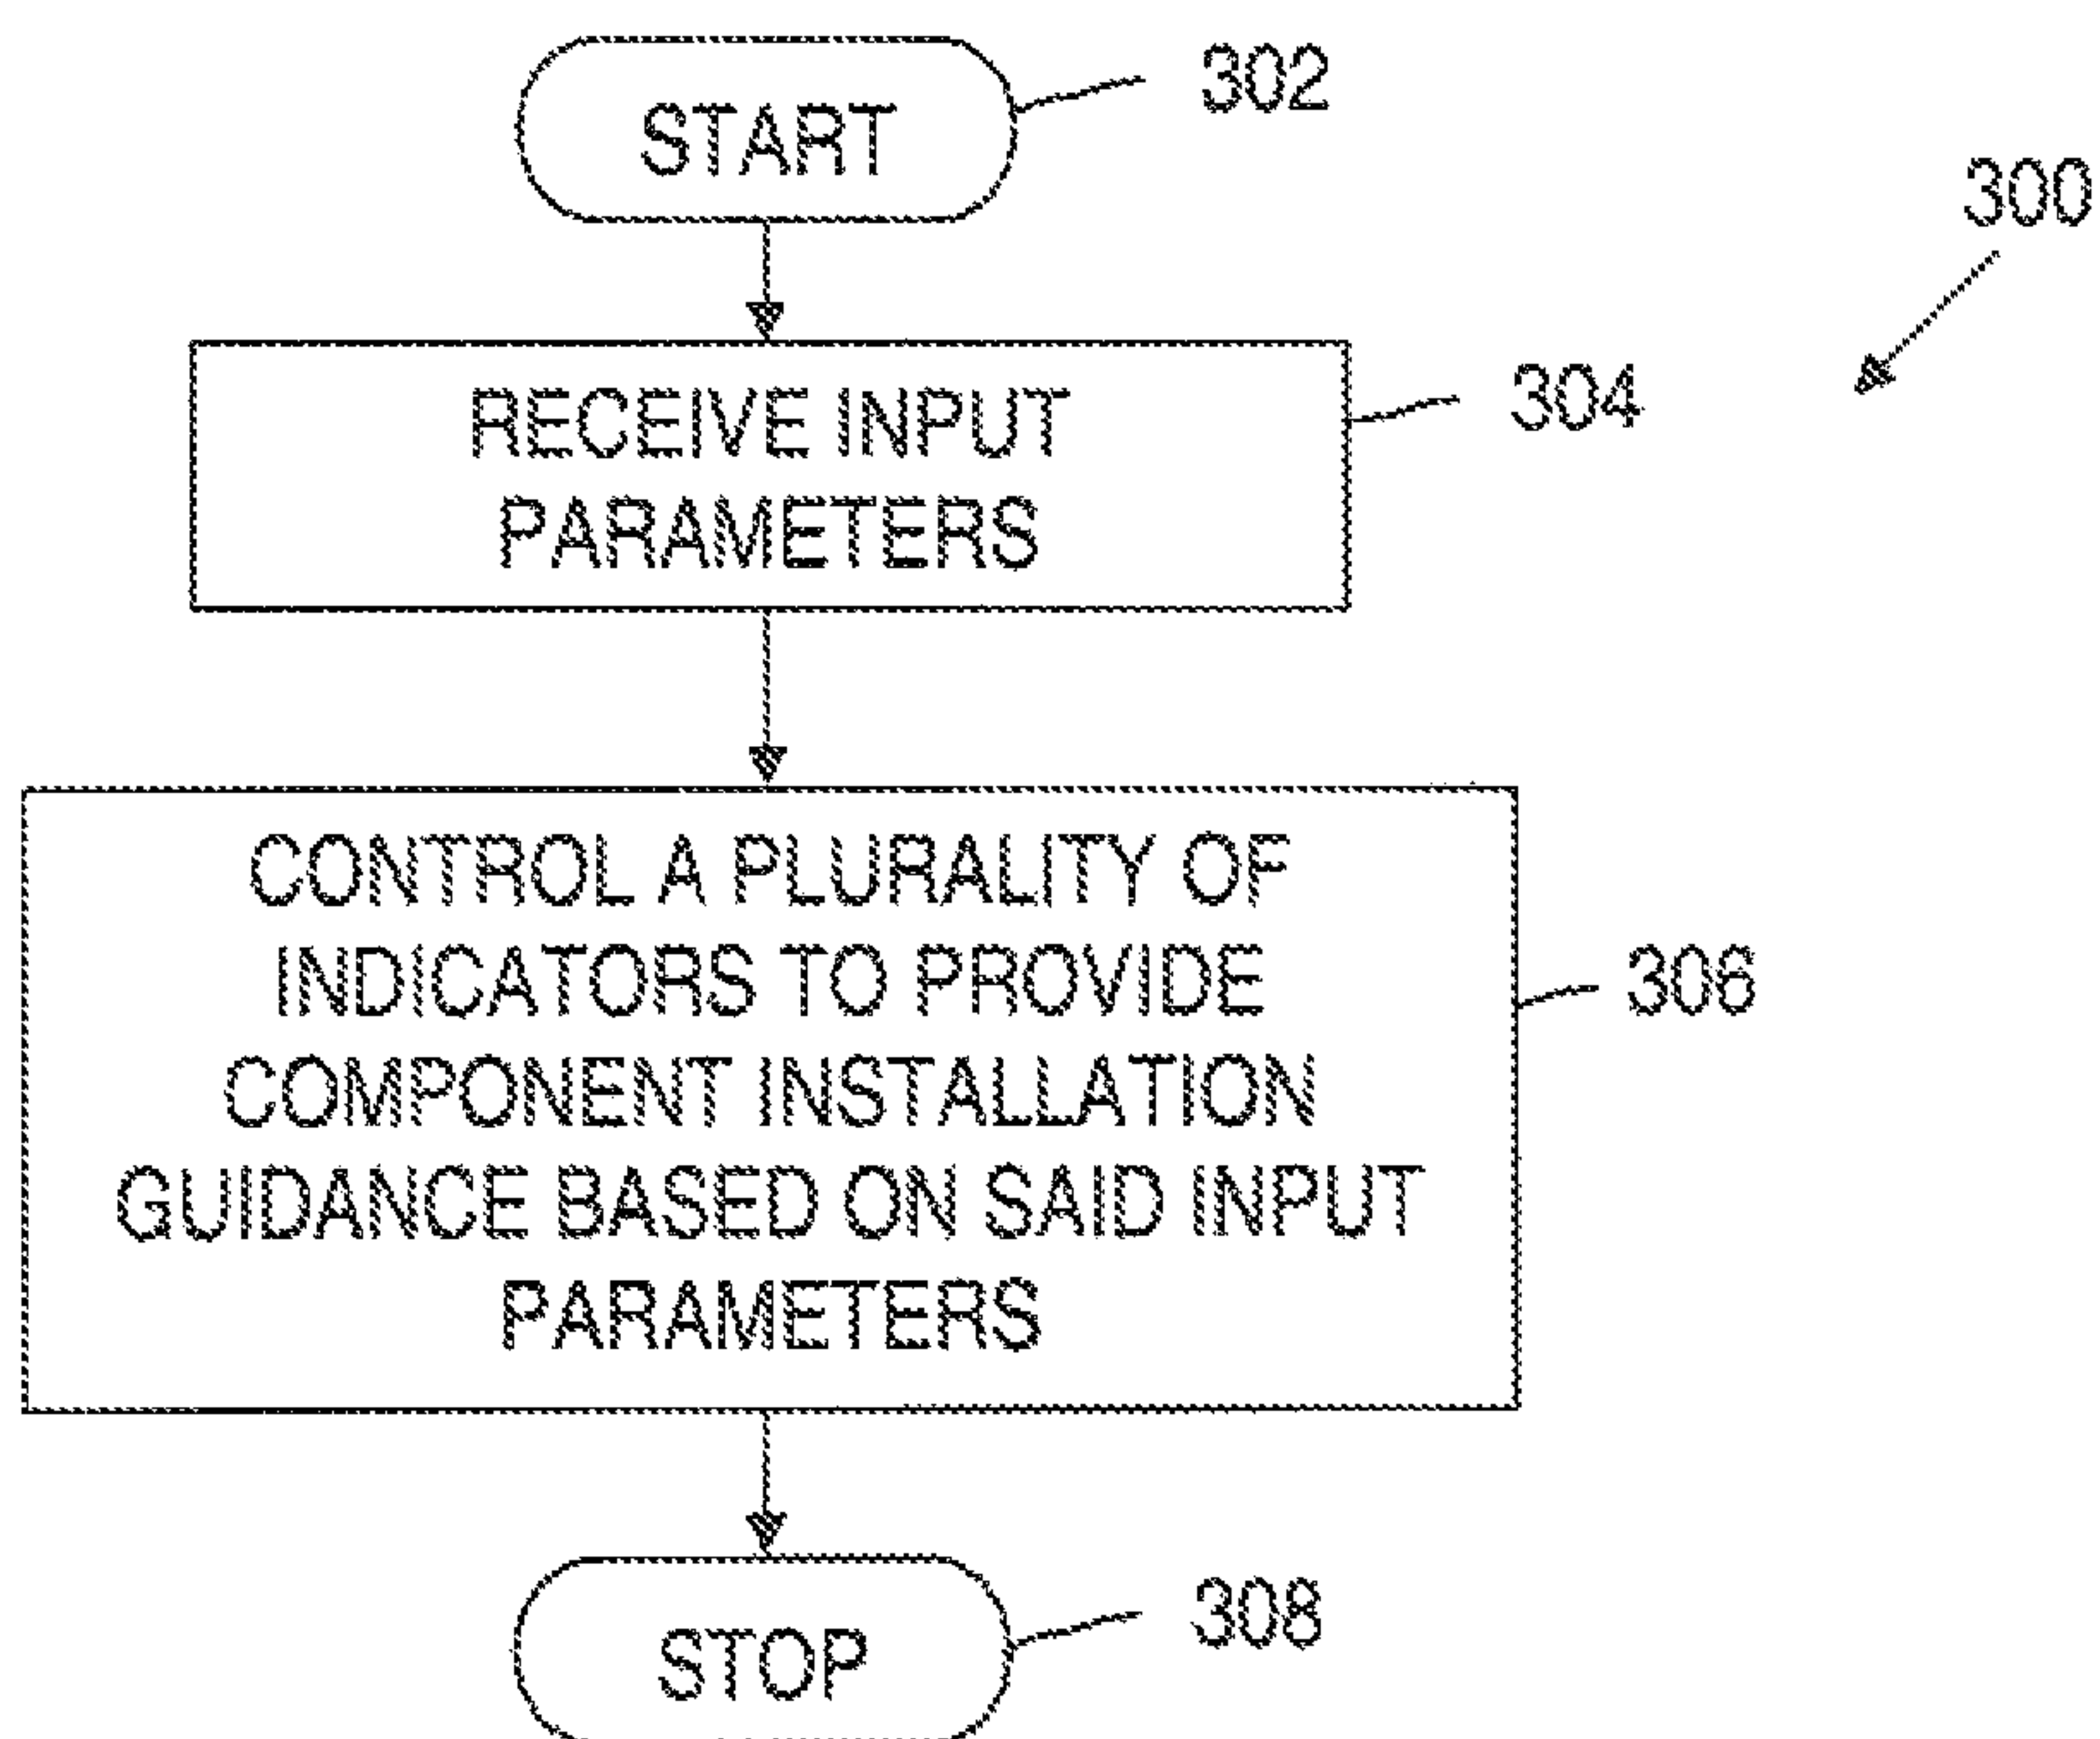 START
302
300
RECEIVE INPUT
PARAMETERS
304
CONTROL A PLURALITY OF
INDICATORS TO PROVIDE
COMPONENT INSTALLATION
GUIDANCE BASED ON SAID INPUT
PARAMETERS
306
STOP
308